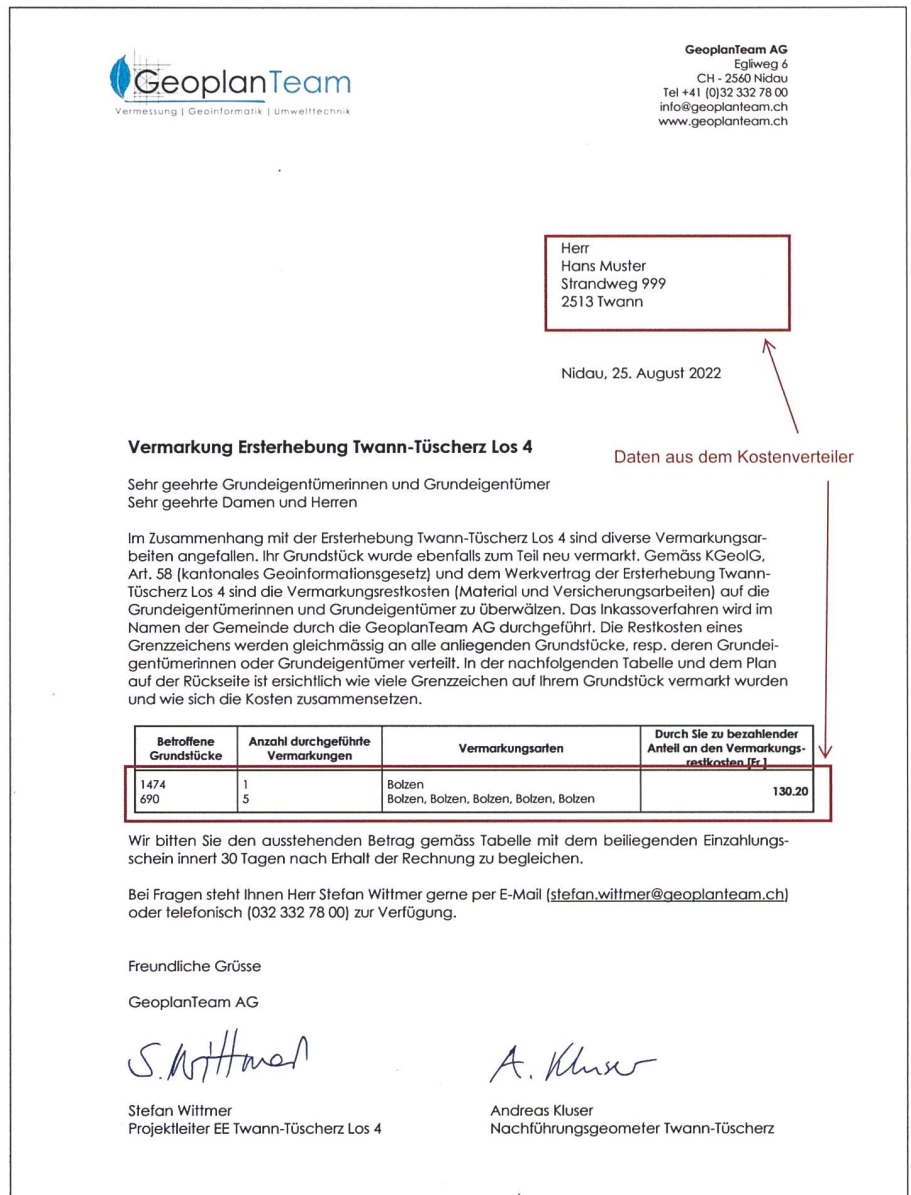 GeoplanTeam
Vermessung | Geoinformatik | Umwelttechnik
GeoplanTeam AG
Egliweg 6
CH - 2560 Nidau
Tel +41 (0)32 332 78 00
info@geoplanteam.ch
www.geoplanteam.ch
Herr
Hans Muster
Strandweg 999
2513 Twann
Nidau, 25. August 2022
Vermarkung Ersterhebung Twann-Tüscherz Los 4
Daten aus dem Kostenverteiler
Sehr geehrte Grundeigentümerinnen und Grundeigentümer
Sehr geehrte Damen und Herren
Im Zusammenhang mit der Ersterhebung Twann-Tüscherz Los 4 sind diverse Vermarkungsar-
beiten angefallen. Ihr Grundstück wurde ebenfalls zum Teil neu vermarkt. Gemäss KGeoIG,
Art. 58 (kantonales Geoinformationsgesetz) und dem Werkvertrag der Ersterhebung Twann-
Tüscherz Los 4 sind die Vermarkungsrestkosten (Material und Versicherungsarbeiten) auf die
Grundeigentümerinnen und Grundeigentümer zu überwälzen. Das Inkassoverfahren wird im
Namen der Gemeinde durch die GeoplanTeam AG durchgeführt. Die Restkosten eines
Grenzzeichens werden gleichmässig an alle anliegenden Grundstücke, resp. deren Grundei-
gentümerinnen oder Grundeigentümer verteilt. In der nachfolgenden Tabelle und dem Plan
auf der Rückseite ist ersichtlich wie viele Grenzzeichen auf Ihrem Grundstück vermarkt wurden
und wie sich die Kosten zusammensetzen.
Betroffene Grundstücke
Anzahl durchgeführte Vermarkungen
Vermarkungsarten
Durch Sie zu bezahlender
Anteil an den Vermarkungs-
restkosten [Fr.]
1474 1 Bolzen
690 5 Bolzen, Bolzen, Bolzen, Bolzen, Bolzen
130.20
Wir bitten Sie den ausstehenden Betrag gemäss Tabelle mit dem beiliegenden Einzahlungs-
schein innert 30 Tagen nach Erhalt der Rechnung zu begleichen.
Bei Fragen steht Ihnen Herr Stefan Wittmer gerne per E-Mail (stefan.wittmer@geoplanteam.ch)
oder telefonisch (032 332 78 00) zur Verfügung.
Freundliche Grüsse
GeoplanTeam AG
S. Wittmer
A. Kluser
Stefan Wittmer
Projektleiter EE Twann-Tüscherz Los 4
Andreas Kluser
Nachführungsgeometer Twann-Tüscherz